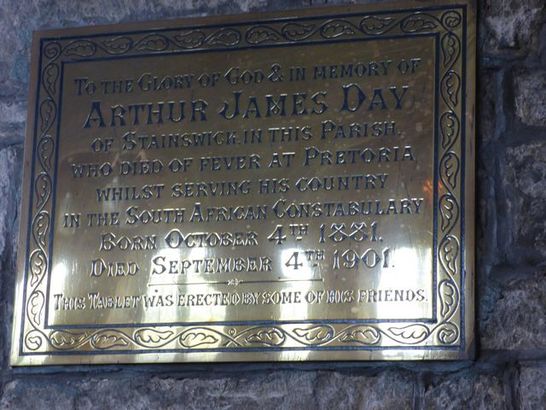 To the Glory of God & in memory of
Arthur James Day
of Stainswick, in this Parish,
who died of fever at Pretoria
whilst serving his country
in the South African Constabulary
Born October 4th 1881.
Died September 4th 1901.
This Tablet was erected by some of his friends.